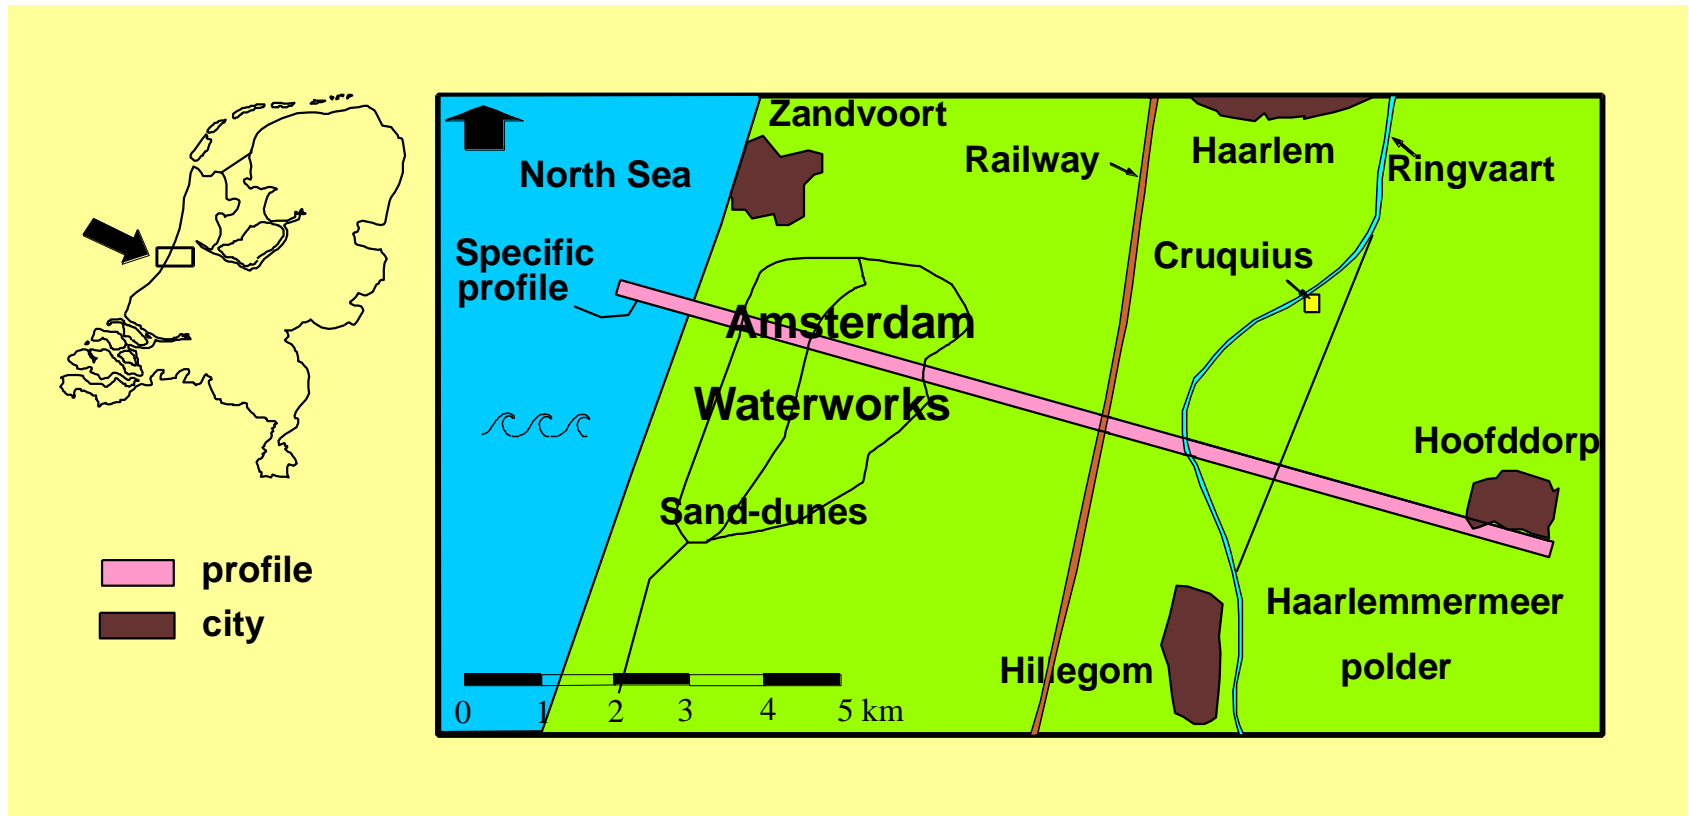 Zandvoort
North Sea
Railway
Haarlem
Ringvaart
Specific
profile
Cruquius
Amsterdam
Waterworks
Hoofddorp
Sand-dunes
profile
city
Haarlemmermeer
polder
Hillegom
0 1 2 3 4 5 km